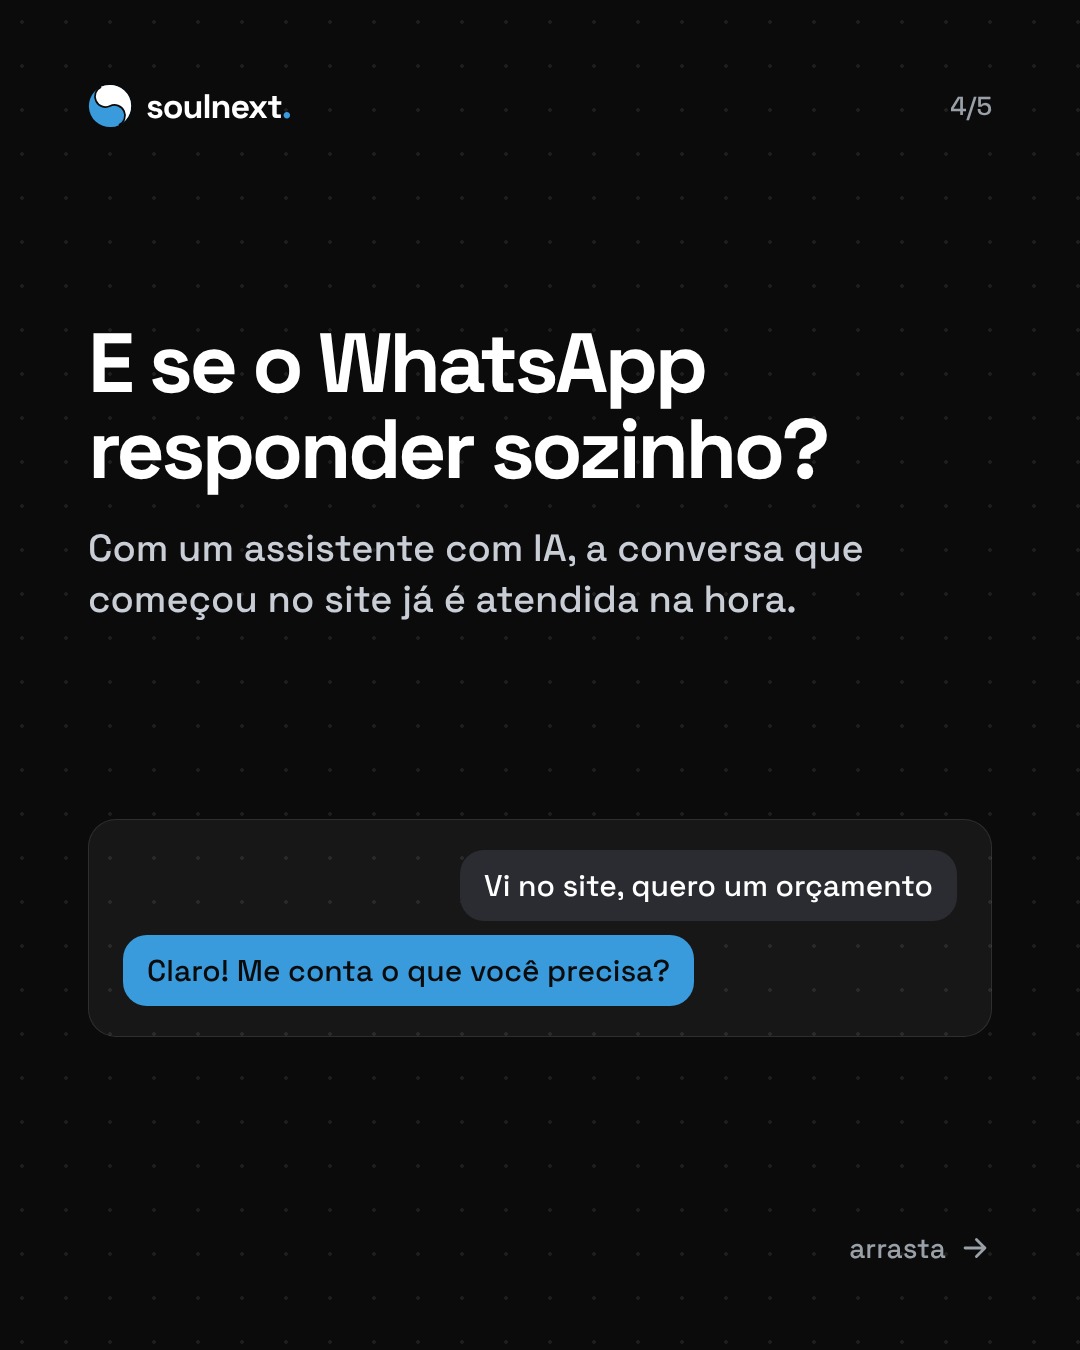 soulnext.
4/5
E se o WhatsApp
responder sozinho?
Com um assistente com IA, a conversa que
começou no site já é atendida na hora.
Vi no site, quero um orçamento
Claro! Me conta o que você precisa?
arrasta →